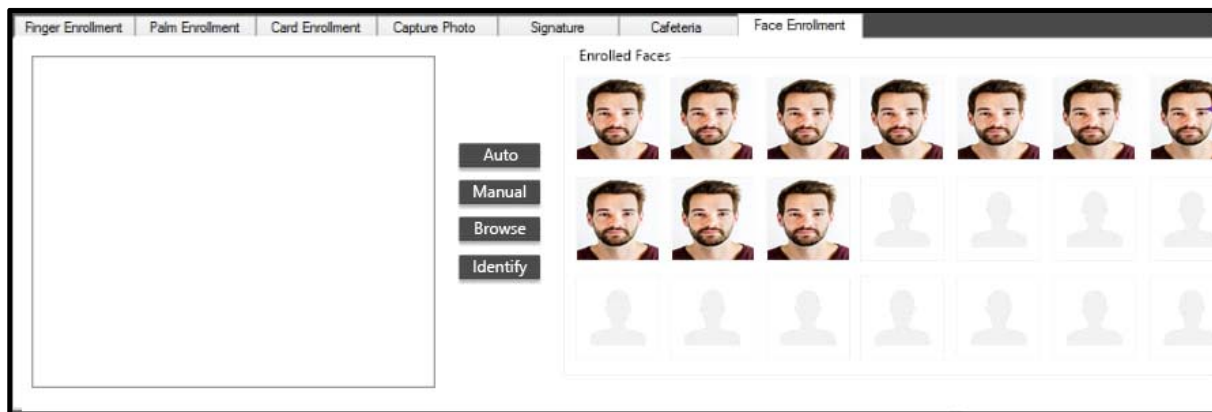 Finger Enrollment Palm Enrollment Card Enrollment Capture Photo Signature Cafeteria Face Enrollment
Enrolled Faces
Auto
Manual
Browse
Identify